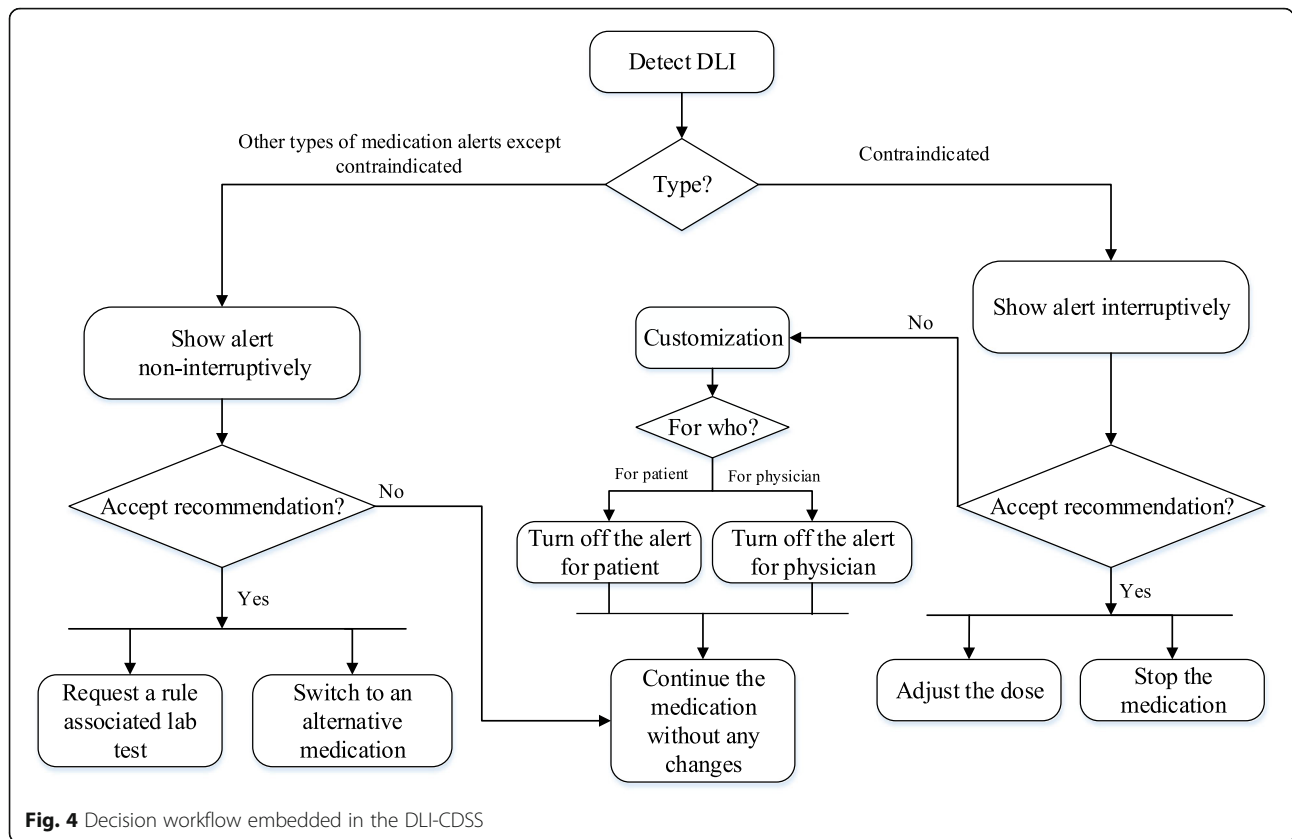 Detect DLI
Other types of medication alerts except
contraindicated
Type?
Contraindicated
Show alert
non-interruptively
Customization
No
Show alert interruptively
For who?
For patient
For physician
Accept recommendation?
No
Turn off the alert
for patient
Turn off the alert
for physician
Accept recommendation?
Yes
Yes
Request a rule
associated lab
test
Switch to an
alternative
medication
Continue the
medication
without any
changes
Adjust the dose
Stop the
medication
Fig. 4 Decision workflow embedded in the DLI-CDSS